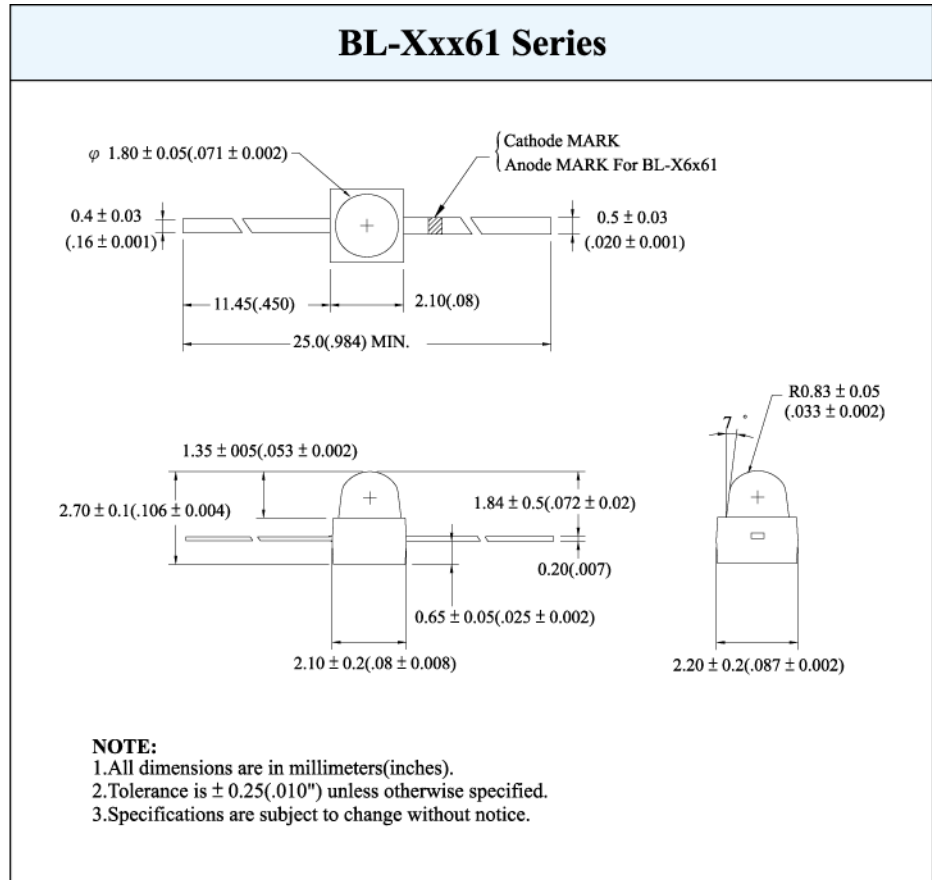 BL-Xxx61 Series
φ 1.80 ± 0.05(.071 ± 0.002)
Cathode MARK
Anode MARK For BL-X6x61
0.4 ± 0.03
(.16 ± 0.001)
0.5 ± 0.03
(.020 ± 0.001)
11.45(.450)
2.10(.08)
25.0(.984) MIN.
R0.83 ± 0.05
(.033 ± 0.002)
7 °
1.35 ± 005(.053 ± 0.002)
2.70 ± 0.1(.106 ± 0.004)
1.84 ± 0.5(.072 ± 0.02)
0.20(.007)
0.65 ± 0.05(.025 ± 0.002)
2.10 ± 0.2(.08 ± 0.008)
2.20 ± 0.2(.087 ± 0.002)
NOTE:
1.All dimensions are in millimeters(inches).
2.Tolerance is ± 0.25(.010") unless otherwise specified.
3.Specifications are subject to change without notice.